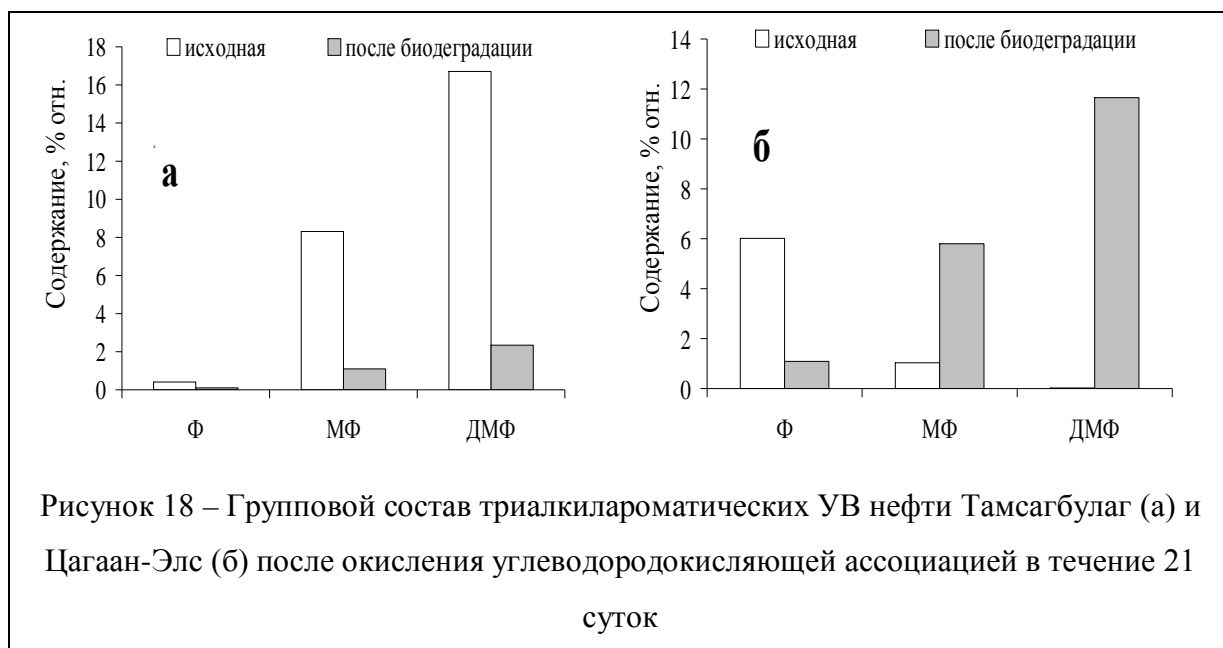 исходная после биодеградации
18
16
14
12
10
8
6
4
2
0
Содержание, % отн.
а
Ф МФ ДМФ
исходная после биодеградации
14
12
10
8
6
4
2
0
Содержание, % отн.
б
Ф МФ ДМФ
Рисунок 18 – Групповой состав триалкилароматических УВ нефти Тамсагбулаг (а) и
Цагаан-Элс (б) после окисления углеводородокисляющей ассоциацией в течение 21
суток